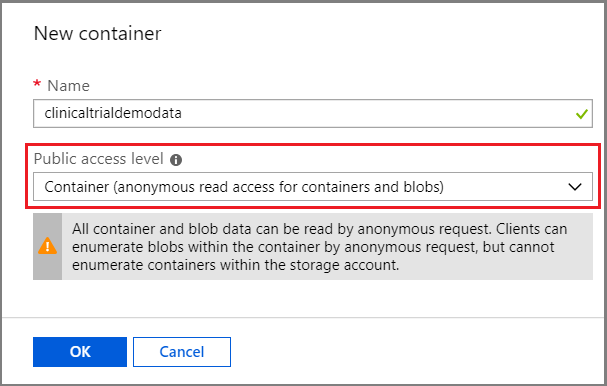 New container
* Name
clinicaltrialdemodata
Public access level
Container (anonymous read access for containers and blobs)
All container and blob data can be read by anonymous request. Clients can
enumerate blobs within the container by anonymous request, but cannot
enumerate containers within the storage account.
OK Cancel